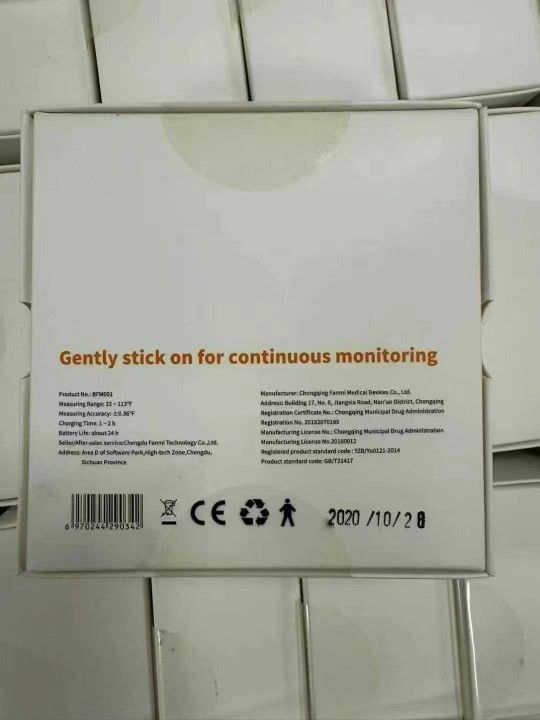 Gently stick on for continuous monitoring
Product No.: BFM001
Measuring Range: 32 ~ 113°F
Measuring Accuracy: ±0.36°F
Charging Time: 1 ~ 2 h
Battery Life: about 24 h
Seller/After-sales service:Chengdu Fanmi Technology Co.,Ltd.
Address: Area D of Software Park,High-tech Zone,Chengdu,
Sichuan Province
Manufacturer: Chongqing Fanmi Medical Devices Co., Ltd.
Address: Building 17, No. 8, Jiangxia Road, Nan'an District, Chongqing
Registration Certificate No.: Chongqing Municipal Drug Administration
Registration No. 20182070185
Manufacturing License No.: Chongqing Municipal Drug Administration
Manufacturing License No.20160012
Registered product standard code : YZB/Yu0121-2014
Product standard code: GB/T21417
6 970244 290342
CE
2020 /10/ 28